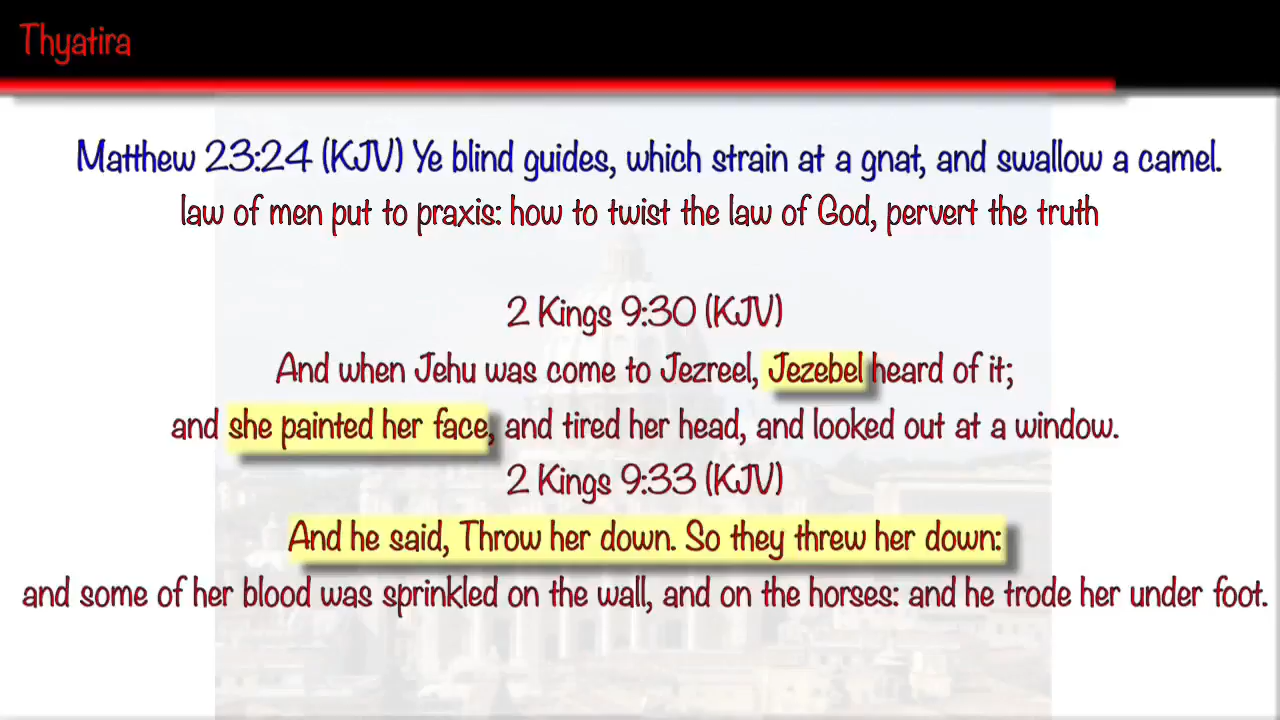 Thyatira
Matthew 23:24 (KJV) Ye blind guides, which strain at a gnat, and swallow a camel.
law of men put to praxis: how to twist the law of God, pervert the truth
2 Kings 9:30 (KJV)
And when Jehu was come to Jezreel, Jezebel heard of it;
and she painted her face, and tired her head, and looked out at a window.
2 Kings 9:33 (KJV)
And he said, Throw her down. So they threw her down:
and some of her blood was sprinkled on the wall, and on the horses: and he trode her under foot.